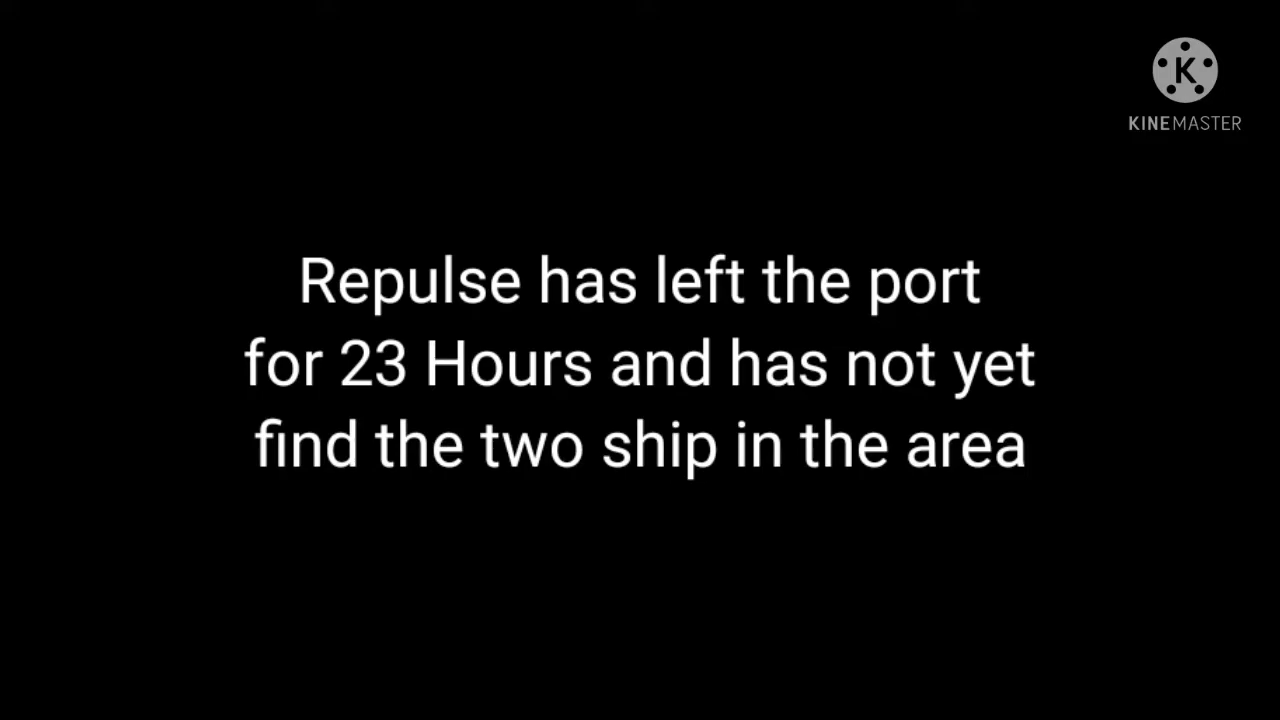 K
KINEMASTER
Repulse has left the port
for 23 Hours and has not yet
find the two ship in the area